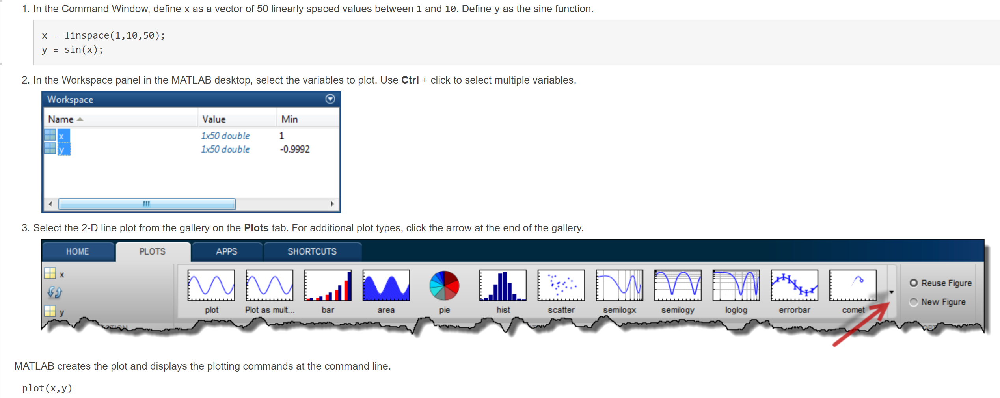 1. In the Command Window, define x as a vector of 50 linearly spaced values between 1 and 10. Define y as the sine function.
x = linspace(1,10,50);
y = sin(x);
2. In the Workspace panel in the MATLAB desktop, select the variables to plot. Use Ctrl + click to select multiple variables.
Workspace
Name Value Min
x 1x50 double 1
y 1x50 double -0.9992
3. Select the 2-D line plot from the gallery on the Plots tab. For additional plot types, click the arrow at the end of the gallery.
HOME PLOTS APPS SHORTCUTS
x
y
plot Plot as mult... bar area pie hist scatter semilogx semilogy loglog errorbar comet
Reuse Figure
New Figure
MATLAB creates the plot and displays the plotting commands at the command line.
plot(x,y)